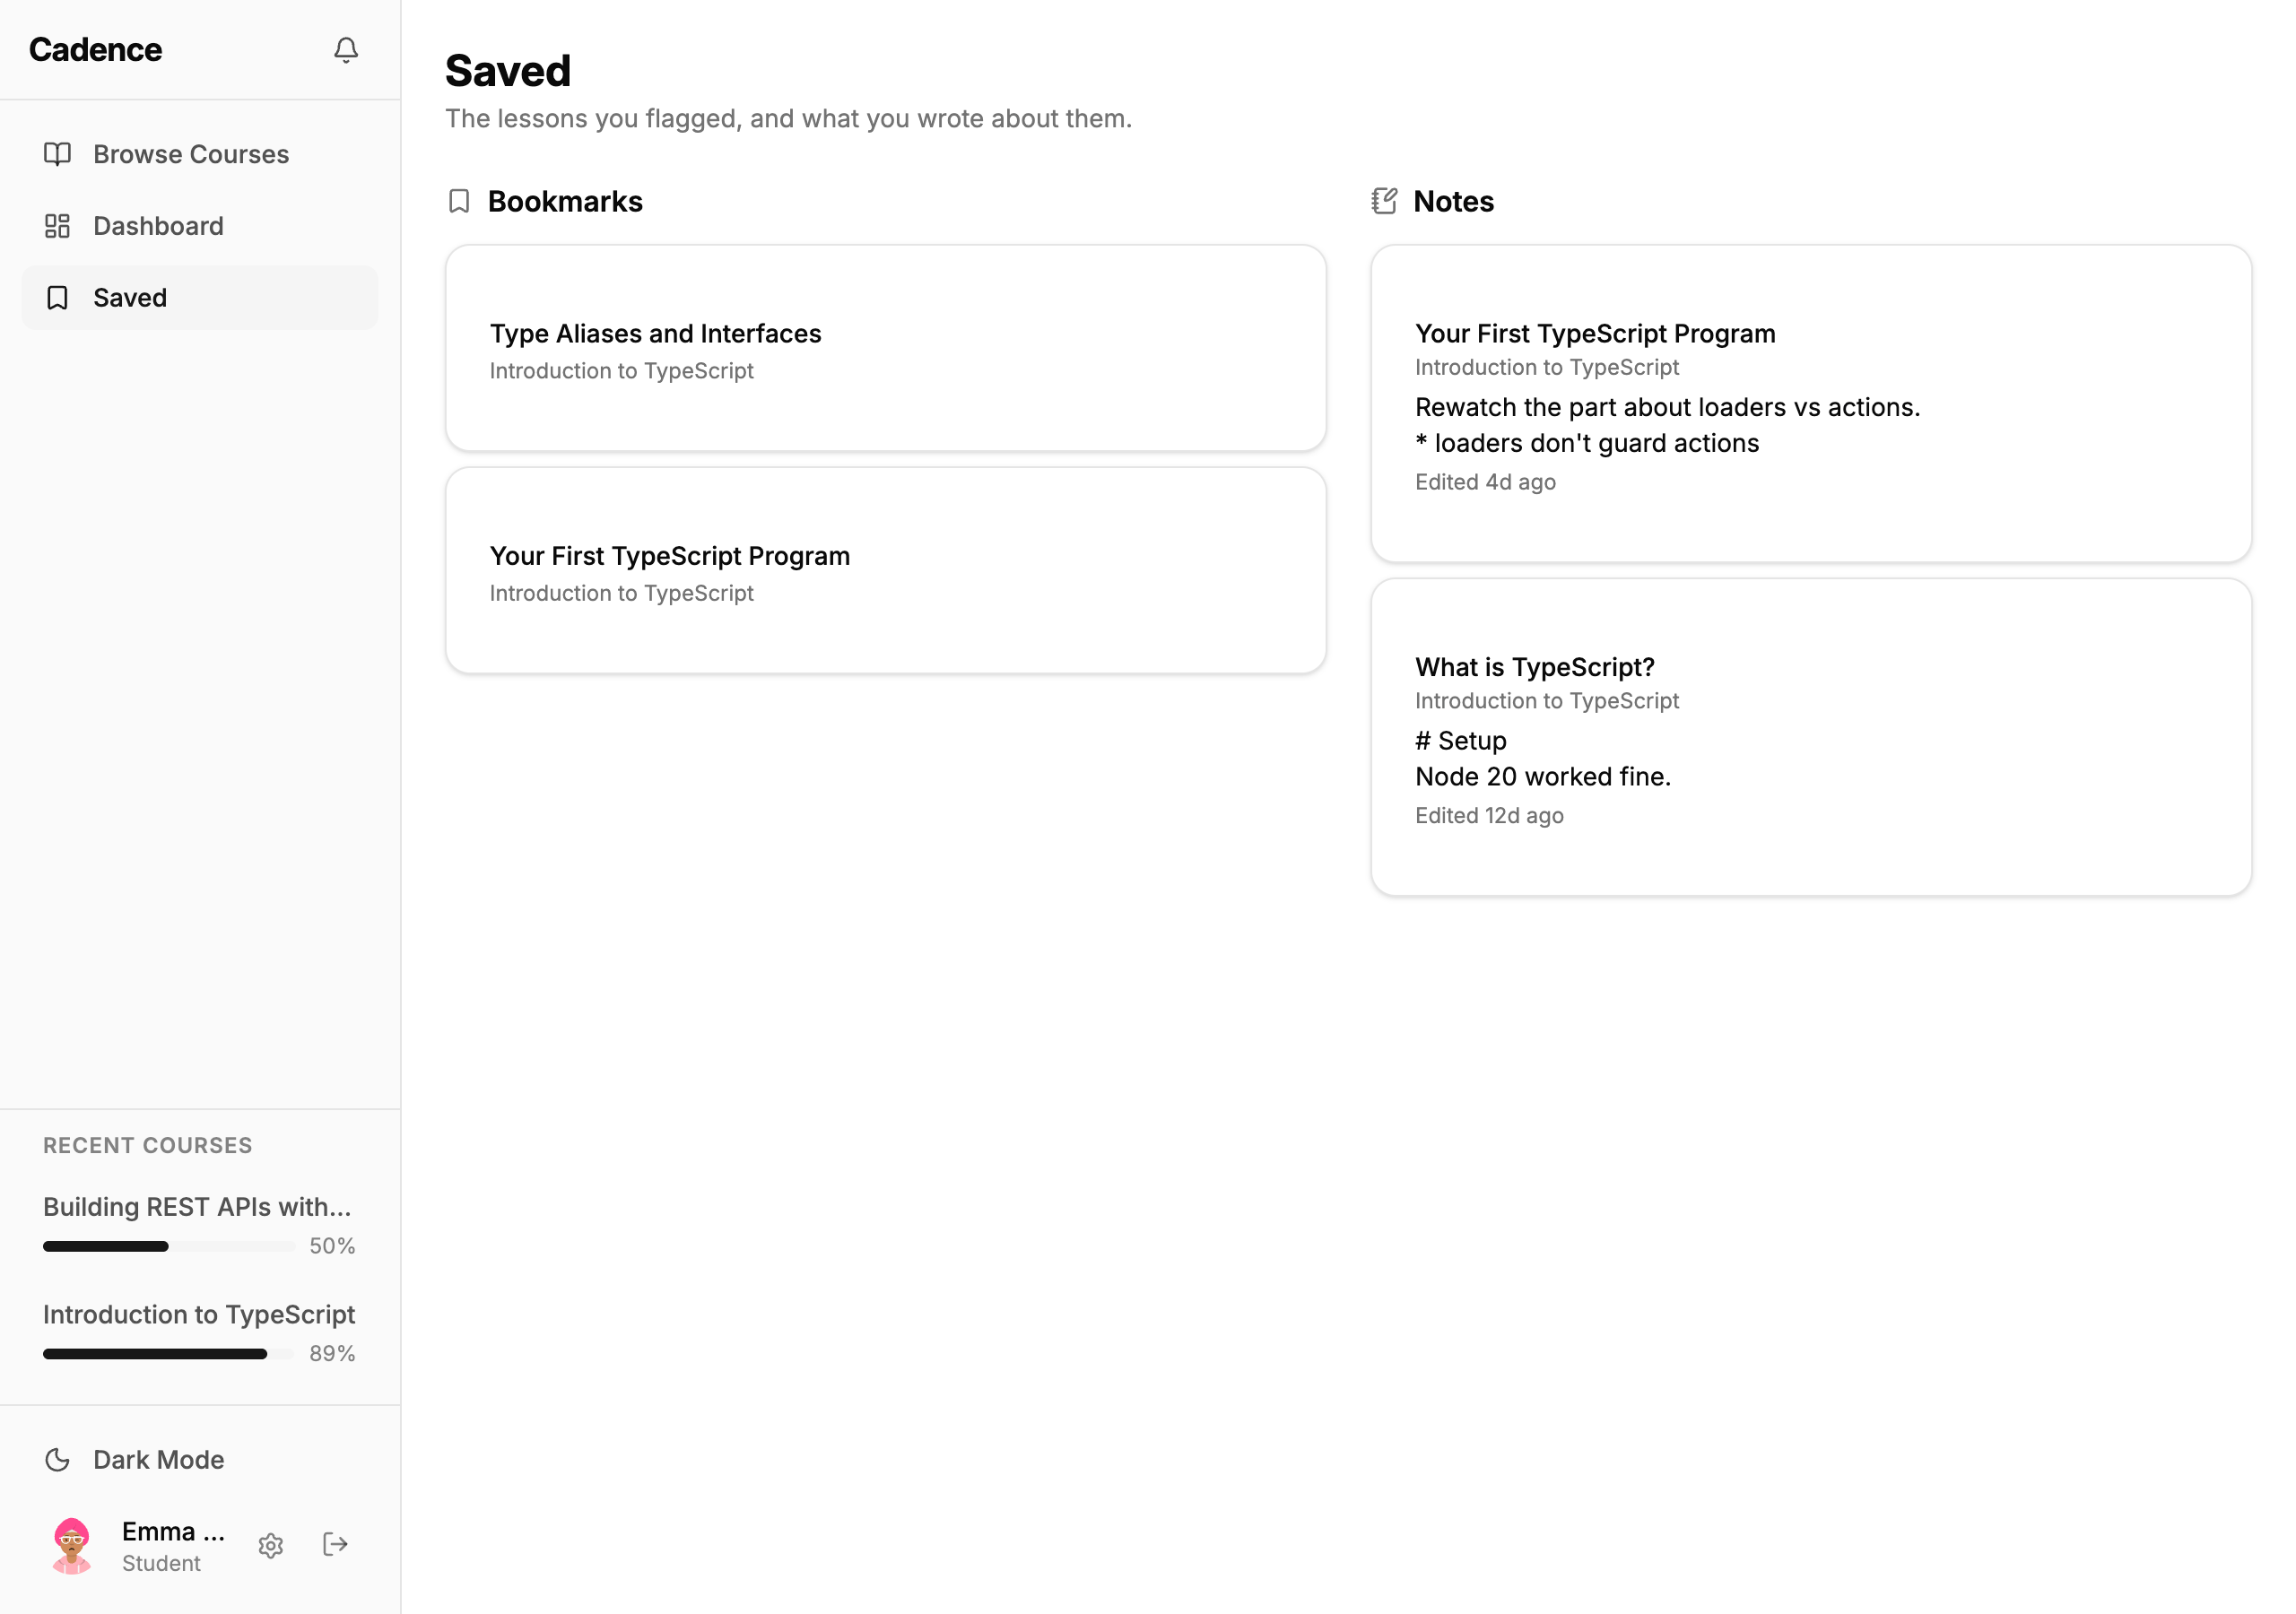 Cadence
Browse Courses
Dashboard
Saved
RECENT COURSES
Building REST APIs with...
50%
Introduction to TypeScript
89%
Dark Mode
Emma ...
Student
Saved
The lessons you flagged, and what you wrote about them.
Bookmarks
Type Aliases and Interfaces
Introduction to TypeScript
Your First TypeScript Program
Introduction to TypeScript
Notes
Your First TypeScript Program
Introduction to TypeScript
Rewatch the part about loaders vs actions.
* loaders don't guard actions
Edited 4d ago
What is TypeScript?
Introduction to TypeScript
# Setup
Node 20 worked fine.
Edited 12d ago